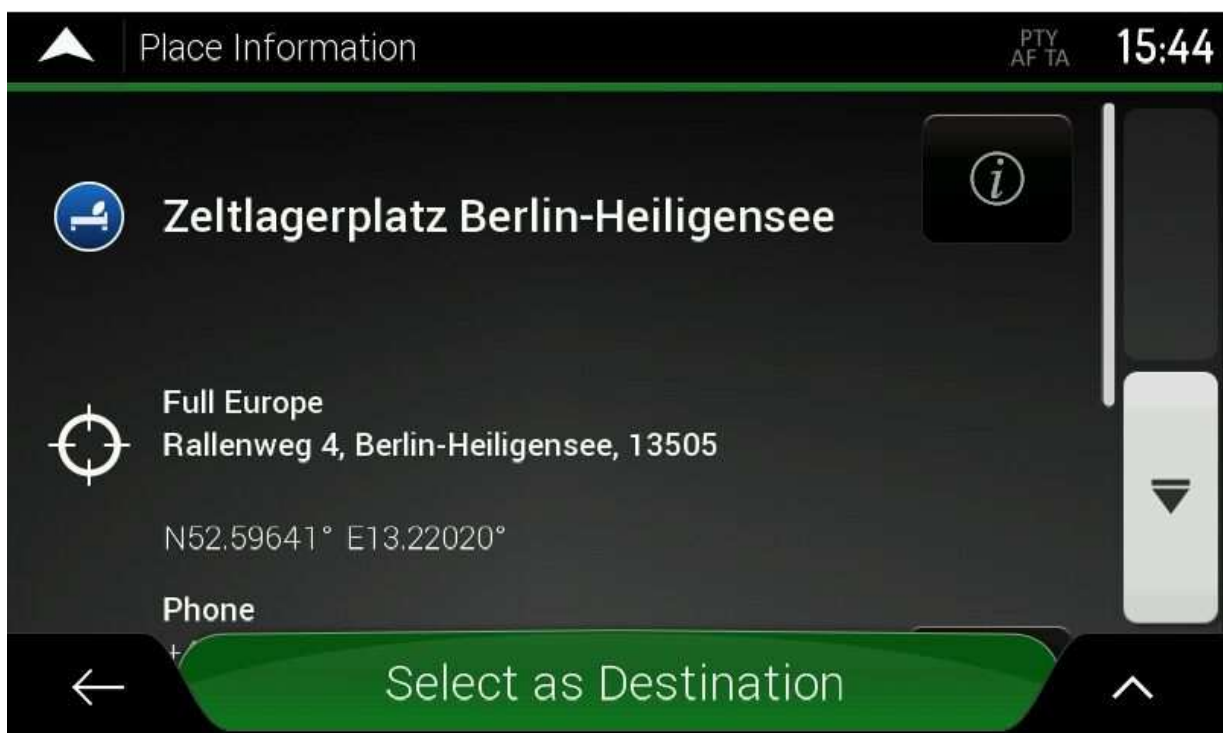 Place Information
PTY
AF TA
15:44
i
Zeltlagerplatz Berlin-Heiligensee
Full Europe
Rallenweg 4, Berlin-Heiligensee, 13505
N52.59641° E13.22020°
Phone
Select as Destination